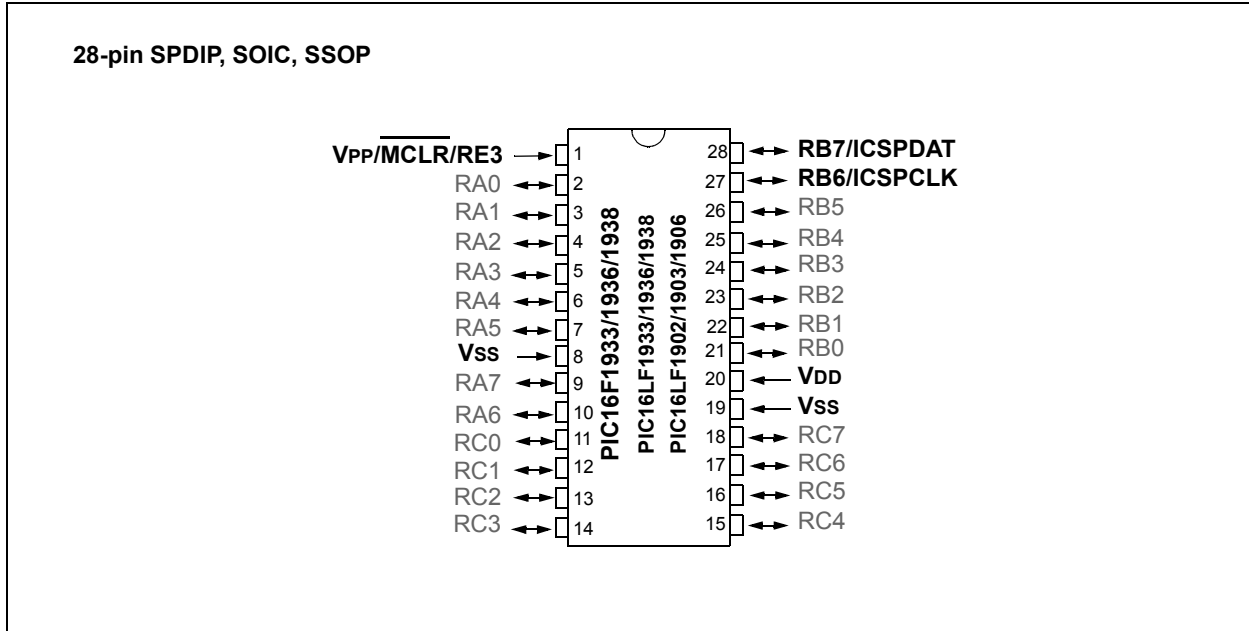 28-pin SPDIP, SOIC, SSOP
VPP/MCLR/RE3 1
RA0 2
RA1 3
RA2 4
RA3 5
RA4 6
RA5 7
VSS 8
RA7 9
RA6 10
RC0 11
RC1 12
RC2 13
RC3 14
PIC16F1933/1936/1938
PIC16LF1933/1936/1938
PIC16LF1902/1903/1906
28 RB7/ICSPDAT
27 RB6/ICSPCLK
26 RB5
25 RB4
24 RB3
23 RB2
22 RB1
21 RB0
20 VDD
19 VSS
18 RC7
17 RC6
16 RC5
15 RC4